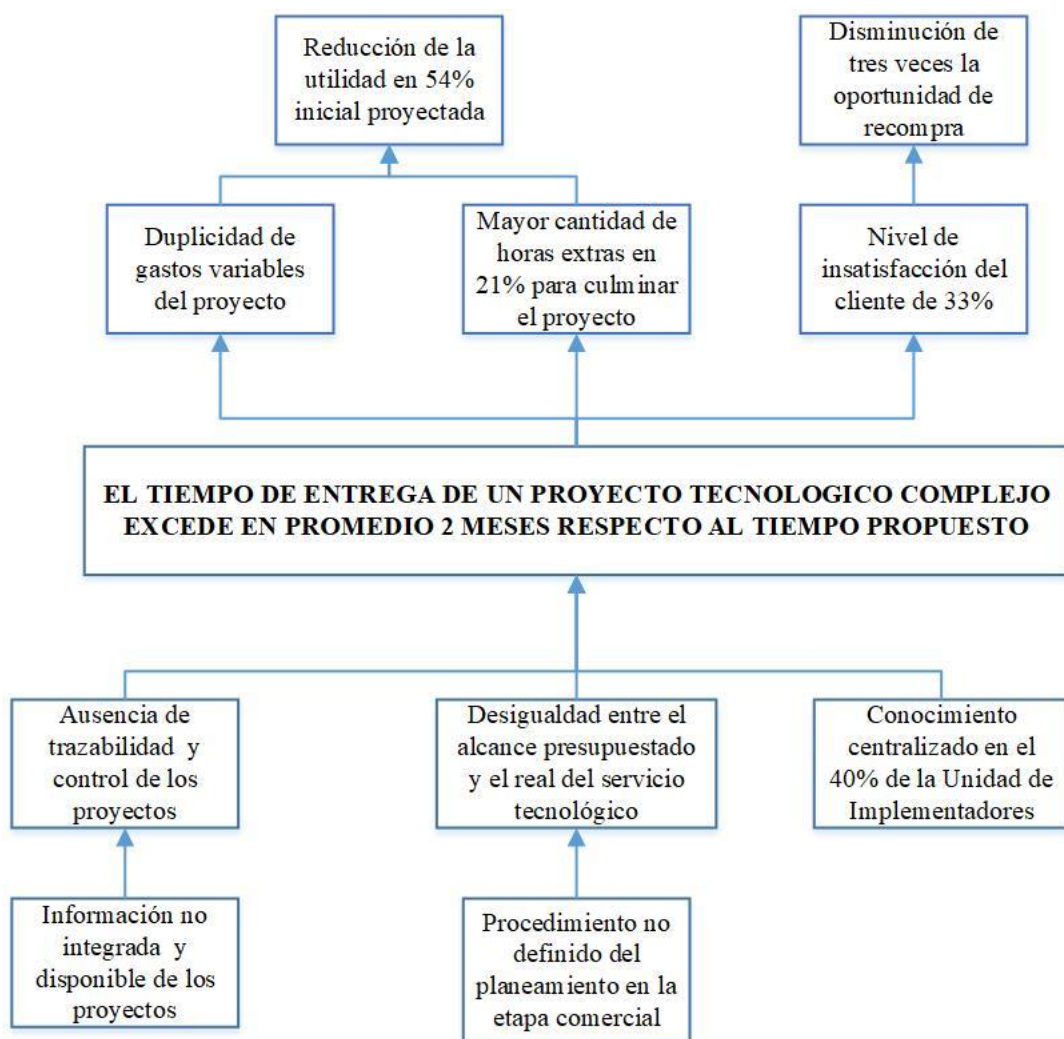 Reducción de la
utilidad en 54%
inicial proyectada
Disminución de
tres veces la
oportunidad de
recompra
Duplicidad de
gastos variables
del proyecto
Mayor cantidad de
horas extras en
21% para culminar
el proyecto
Nivel de
insatisfacción del
cliente de 33%
EL TIEMPO DE ENTREGA DE UN PROYECTO TECNOLOGICO COMPLEJO
EXCEDE EN PROMEDIO 2 MESES RESPECTO AL TIEMPO PROPUESTO
Ausencia de
trazabilidad y
control de los
proyectos
Desigualdad entre el
alcance presupuestado
y el real del servicio
tecnológico
Conocimiento
centralizado en el
40% de la Unidad de
Implementadores
Información no
integrada y
disponible de los
proyectos
Procedimiento no
definido del
planeamiento en la
etapa comercial